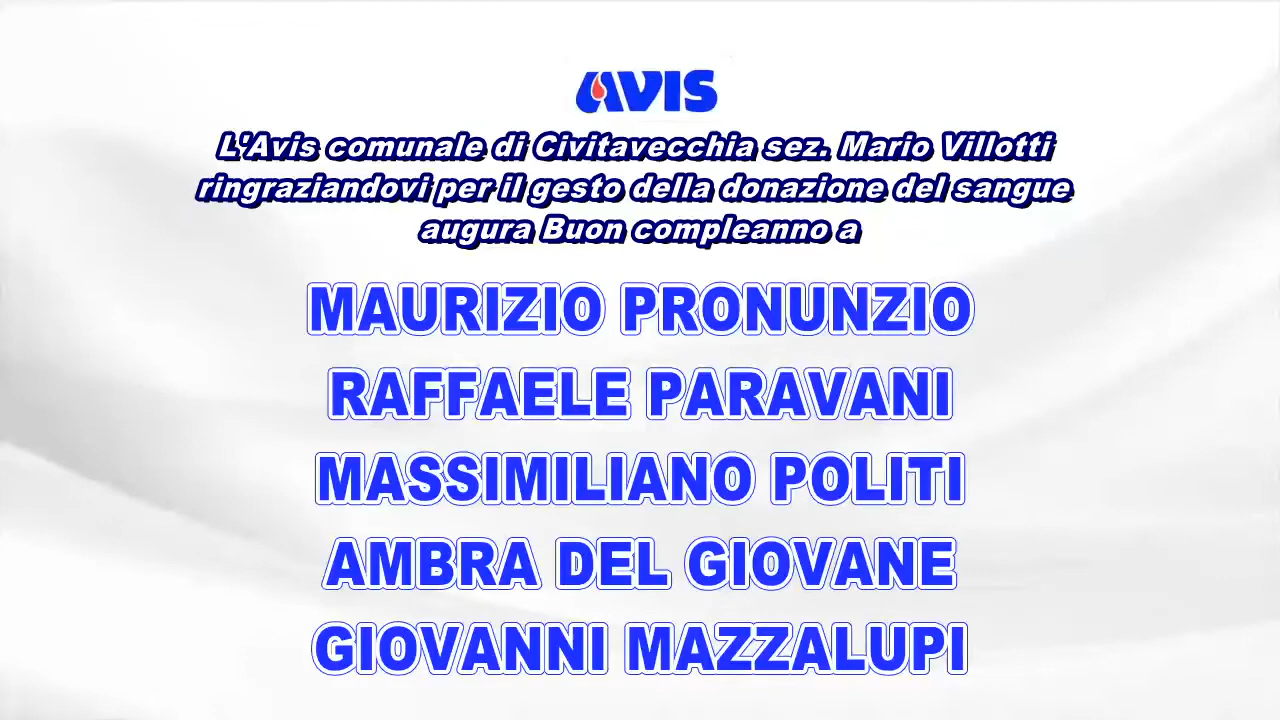 AVIS
L'Avis comunale di Civitavecchia sez. Mario Villotti
ringraziandovi per il gesto della donazione del sangue
augura Buon compleanno a
MAURIZIO PRONUNZIO
RAFFAELE PARAVANI
MASSIMILIANO POLITI
AMBRA DEL GIOVANE
GIOVANNI MAZZALUPI